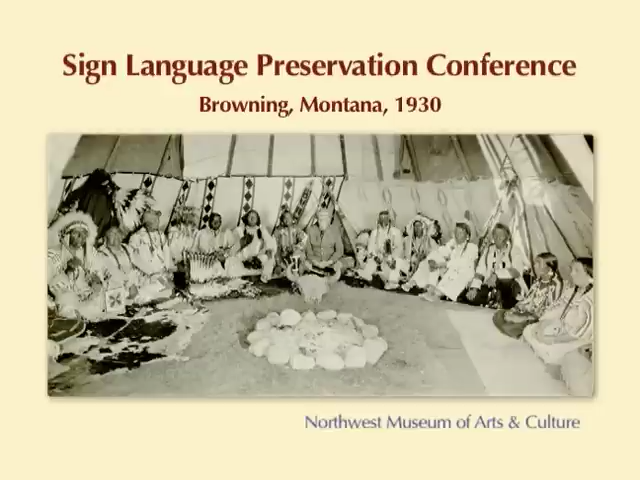 Sign Language Preservation Conference
Browning, Montana, 1930
Northwest Museum of Arts & Culture